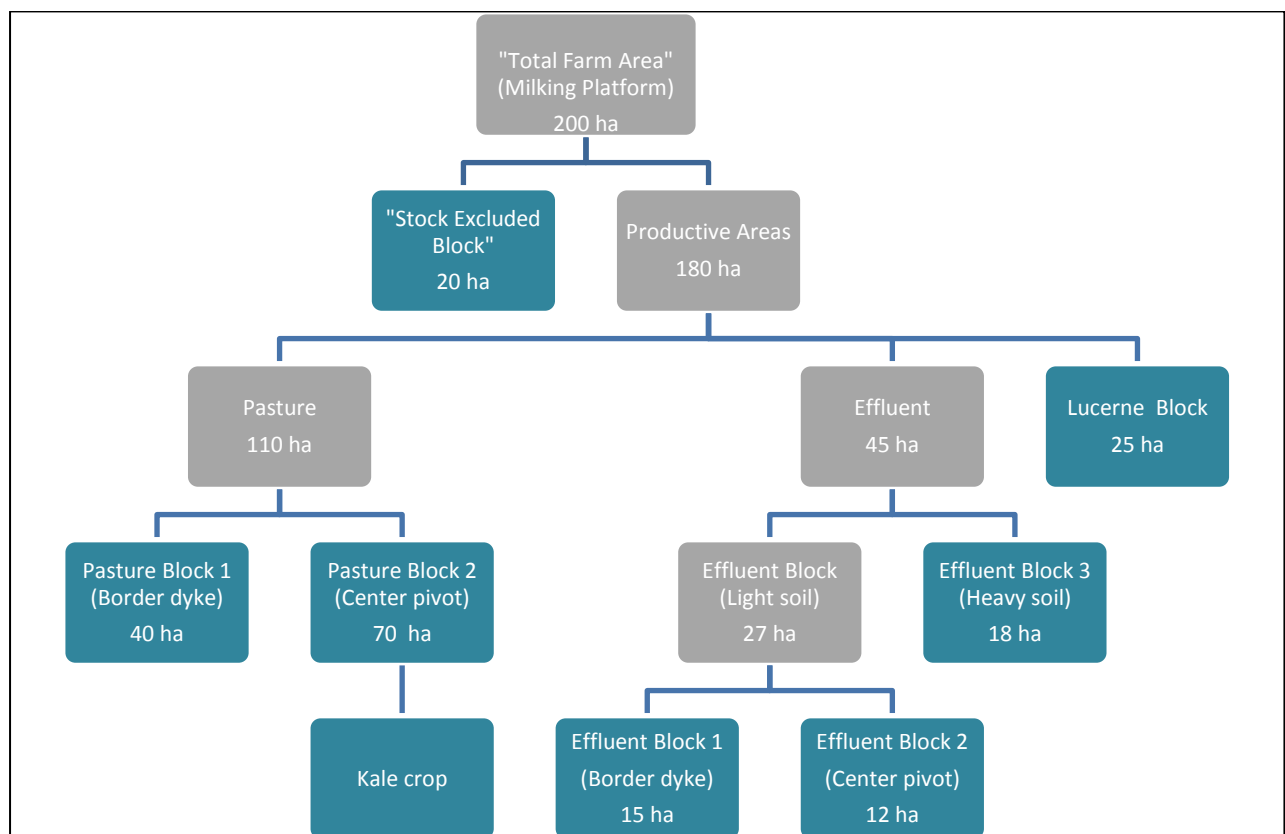 "Total Farm Area"
(Milking Platform)
200 ha
"Stock Excluded
Block"
20 ha
Productive Areas
180 ha
Pasture
110 ha
Effluent
45 ha
Lucerne Block
25 ha
Pasture Block 1
(Border dyke)
40 ha
Pasture Block 2
(Center pivot)
70 ha
Effluent Block
(Light soil)
27 ha
Effluent Block 3
(Heavy soil)
18 ha
Kale crop
Effluent Block 1
(Border dyke)
15 ha
Effluent Block 2
(Center pivot)
12 ha